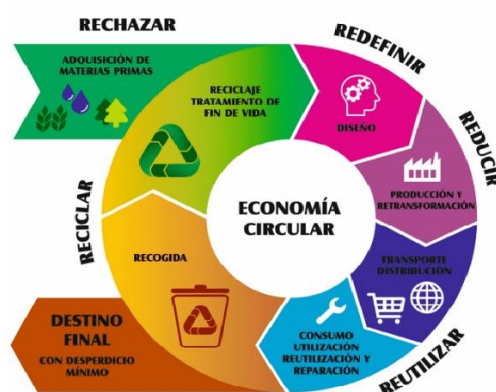 RECHAZAR
ADQUISICIÓN DE
MATERIAS PRIMAS
RECICLAJE
TRATAMIENTO DE
FIN DE VIDA
REDEFINIR
DISEÑO
REDUCIR
PRODUCCIÓN Y
RETRANSFORMACIÓN
ECONOMÍA
CIRCULAR
TRANSPORTE
DISTRIBUCIÓN
REUTILIZAR
CONSUMO
UTILIZACIÓN
REUTILIZACIÓN Y
REPARACIÓN
RECICLAR
RECOGIDA
DESTINO
FINAL
CON DESPERDICIO
MÍNIMO